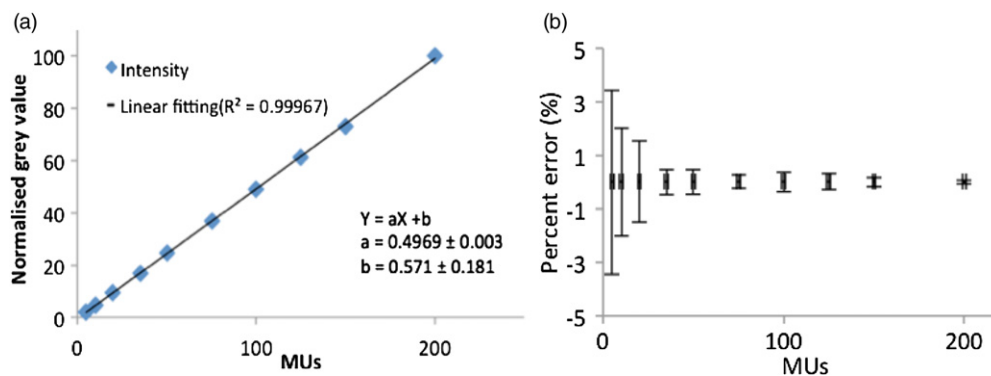 (a)
Normalised grey value
100
80
60
40
20
0
Intensity
Linear fitting(R² = 0.99967)
Y = aX +b
a = 0.4969 ± 0.003
b = 0.571 ± 0.181
0
100
200
MUs
(b)
Percent error (%)
5
3
1
-1
-3
-5
0
100
200
MUs